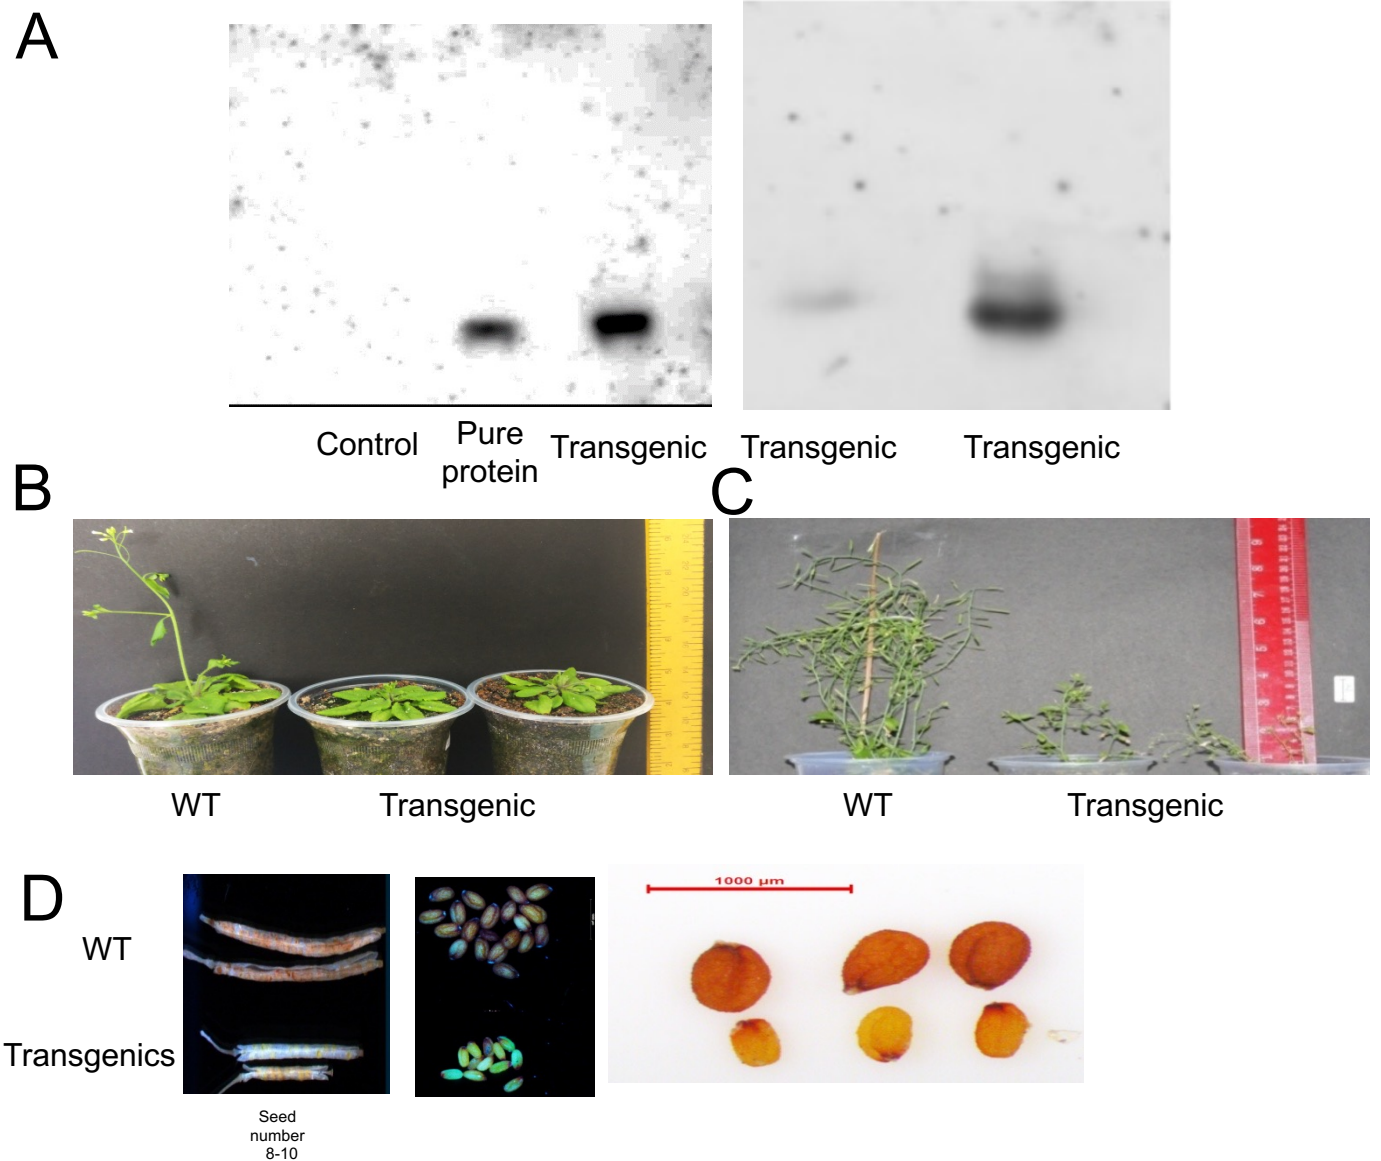 A
Control
Pure
protein
Transgenic
Transgenic
Transgenic
B
C
WT
Transgenic
WT
Transgenic
D
WT
Transgenics
1000 µm
Seed
number
8-10